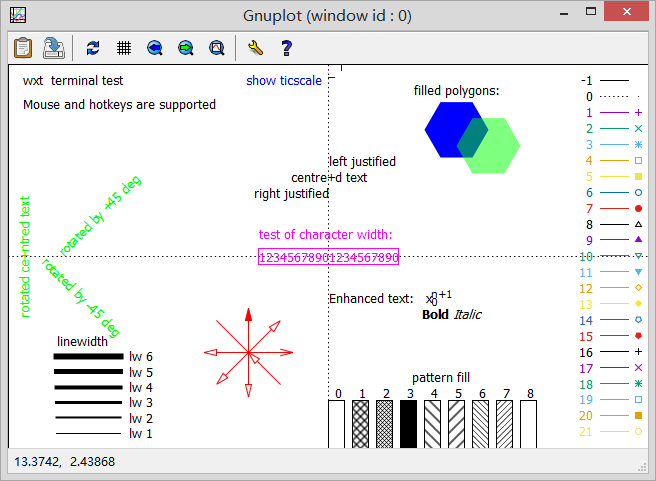 Gnuplot (window id : 0)
wxt  terminal test
show ticscale
Mouse and hotkeys are supported
filled polygons:
left justified
centre+d text
right justified
test of character width:
12345678901234567890
rotated ce+ntred text
rotated by +45 deg
rotated by -45 deg
Enhanced text:   x₀ⁿ⁺¹
Bold Italic
linewidth
lw 6
lw 5
lw 4
lw 3
lw 2
lw 1
pattern fill
0 1 2 3 4 5 6 7 8
-1
0
1
2
3
4
5
6
7
8
9
10
11
12
13
14
15
16
17
18
19
20
21
13.3742,  2.43868